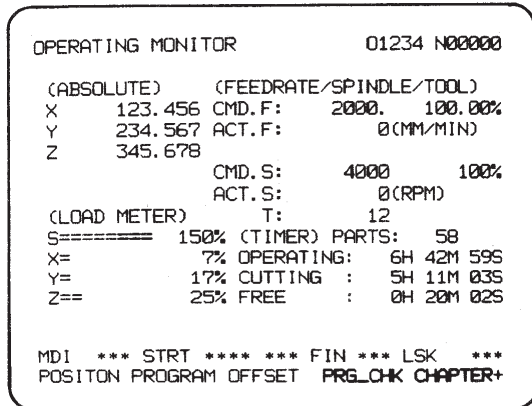 OPERATING MONITOR O1234 N00000
(ABSOLUTE) (FEEDRATE/SPINDLE/TOOL)
X 123.456 CMD.F: 2000. 100.00%
Y 234.567 ACT.F: 0(MM/MIN)
Z 345.678
CMD.S: 4000 100%
ACT.S: 0(RPM)
(LOAD METER) T: 12
S========= 150% (TIMER) PARTS: 58
X= 7% OPERATING: 6H 42M 59S
Y= 17% CUTTING : 5H 11M 03S
Z== 25% FREE : 0H 20M 02S
MDI *** STRT **** *** FIN *** LSK ***
POSITON PROGRAM OFFSET PRG_CHK CHAPTER+